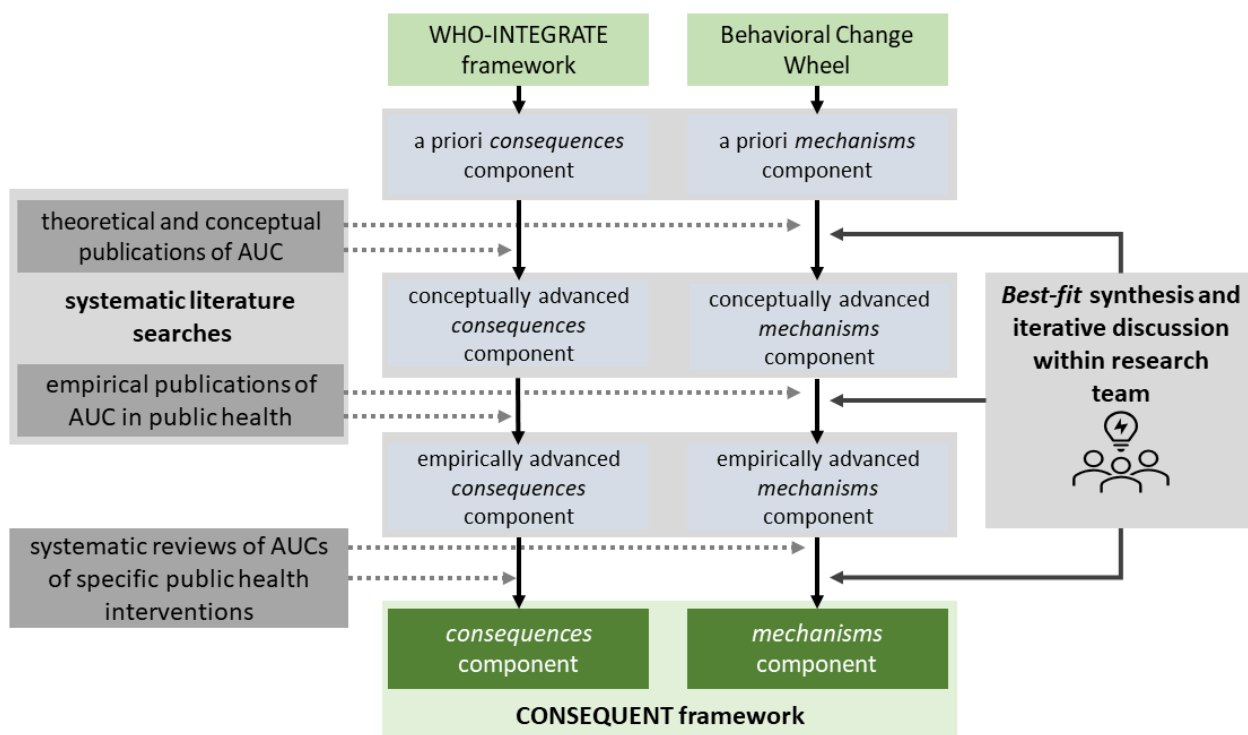 WHO-INTEGRATE
framework
Behavioral Change
Wheel
a priori consequences
component
a priori mechanisms
component
theoretical and conceptual
publications of AUC
systematic literature
searches
empirical publications of
AUC in public health
conceptually advanced
consequences
component
conceptually advanced
mechanisms
component
Best-fit synthesis and
iterative discussion
within research
team
empirically advanced
consequences
component
empirically advanced
mechanisms
component
systematic reviews of AUCs
of specific public health
interventions
consequences
component
mechanisms
component
CONSEQUENT framework